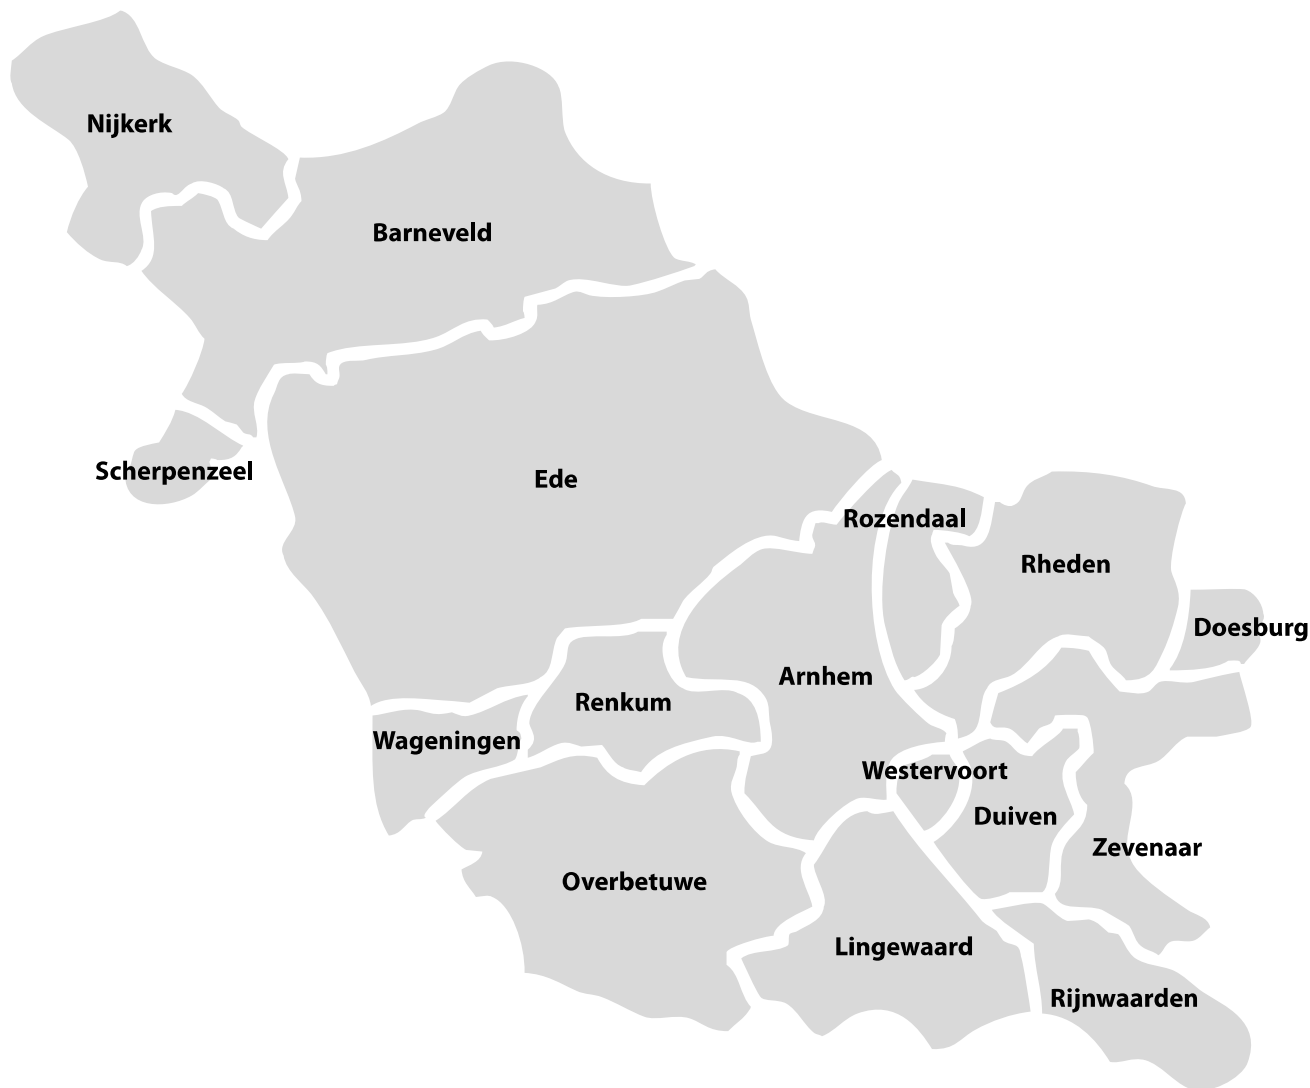 Nijkerk
Barneveld
Scherpenzeel
Ede
Rozendaal
Rheden
Doesburg
Arnhem
Renkum
Wageningen
Westervoort
Duiven
Zevenaar
Overbetuwe
Lingewaard
Rijnwaarden